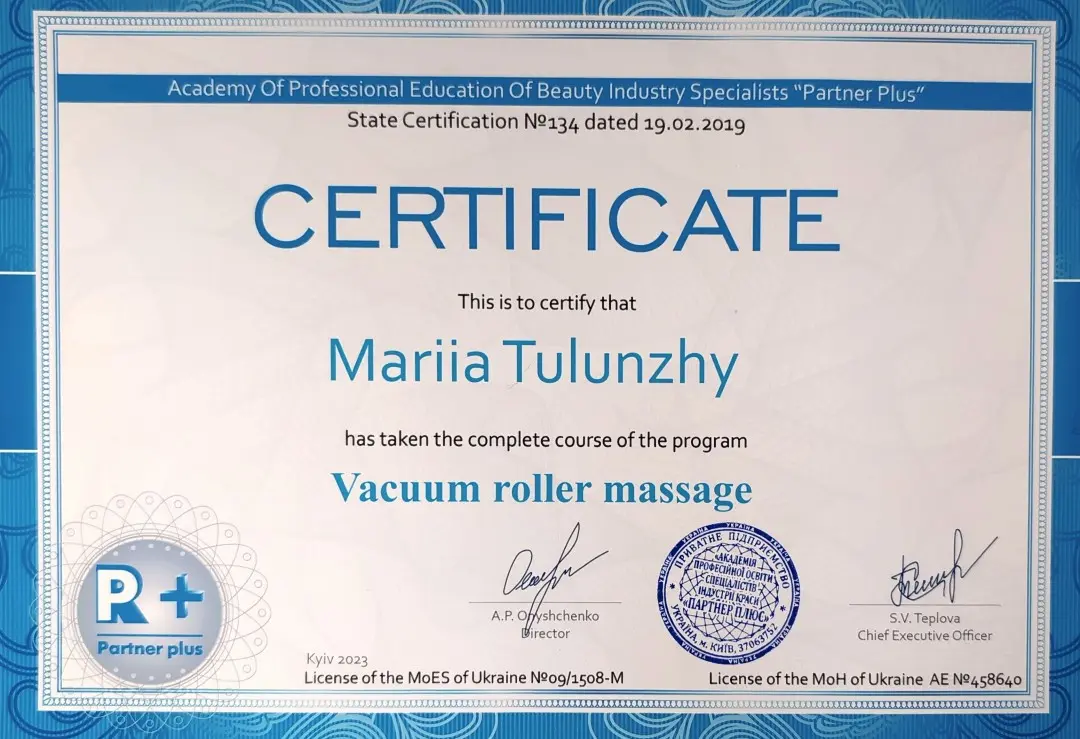 Academy Of Professional Education Of Beauty Industry Specialists "Partner Plus"
State Certification №134 dated 19.02.2019
CERTIFICATE
This is to certify that
Mariia Tulunzhy
has taken the complete course of the program
Vacuum roller massage
R+
Partner plus
A.P. Onyshchenko
Director
ПРИВАТНЕ ПІДПРИЄМСТВО
«АКАДЕМІЯ
ПРОФЕСІЙНОЇ ОСВІТИ
СПЕЦІАЛІСТІВ
ІНДУСТРІЇ КРАСИ
«ПАРТНЕР ПЛЮС»
УКРАЇНА, м. КИЇВ, 37063752
S.V. Teplova
Chief Executive Officer
Kyiv 2023
License of the MoES of Ukraine №09/1508-M
License of the MoH of Ukraine AE №458640